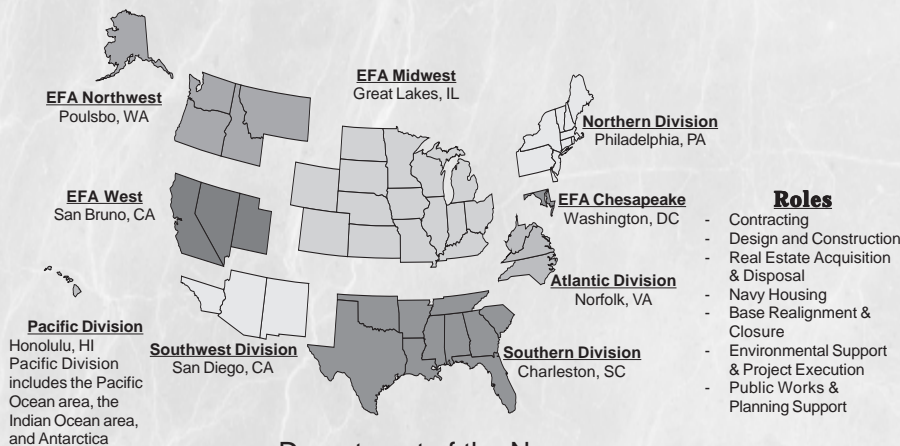 EFA Midwest
Great Lakes, IL
EFA Northwest
Poulsbo, WA
Northern Division
Philadelphia, PA
EFA West
San Bruno, CA
EFA Chesapeake
Washington, DC
Atlantic Division
Norfolk, VA
Pacific Division
Honolulu, HI
Pacific Division
includes the Pacific
Ocean area, the
Indian Ocean area,
and Antarctica
Southwest Division
San Diego, CA
Southern Division
Charleston, SC
Roles
- Contracting
- Design and Construction
- Real Estate Acquisition
& Disposal
- Navy Housing
- Base Realignment &
Closure
- Environmental Support
& Project Execution
- Public Works &
Planning Support